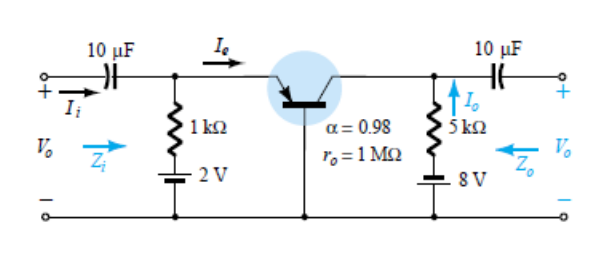 10 μF
I_e
10 μF
+
I_i
1 kΩ
α = 0.98
I_o
5 kΩ
+
V_o
Z_i
r_o = 1 MΩ
Z_o
V_o
2 V
8 V
–
–